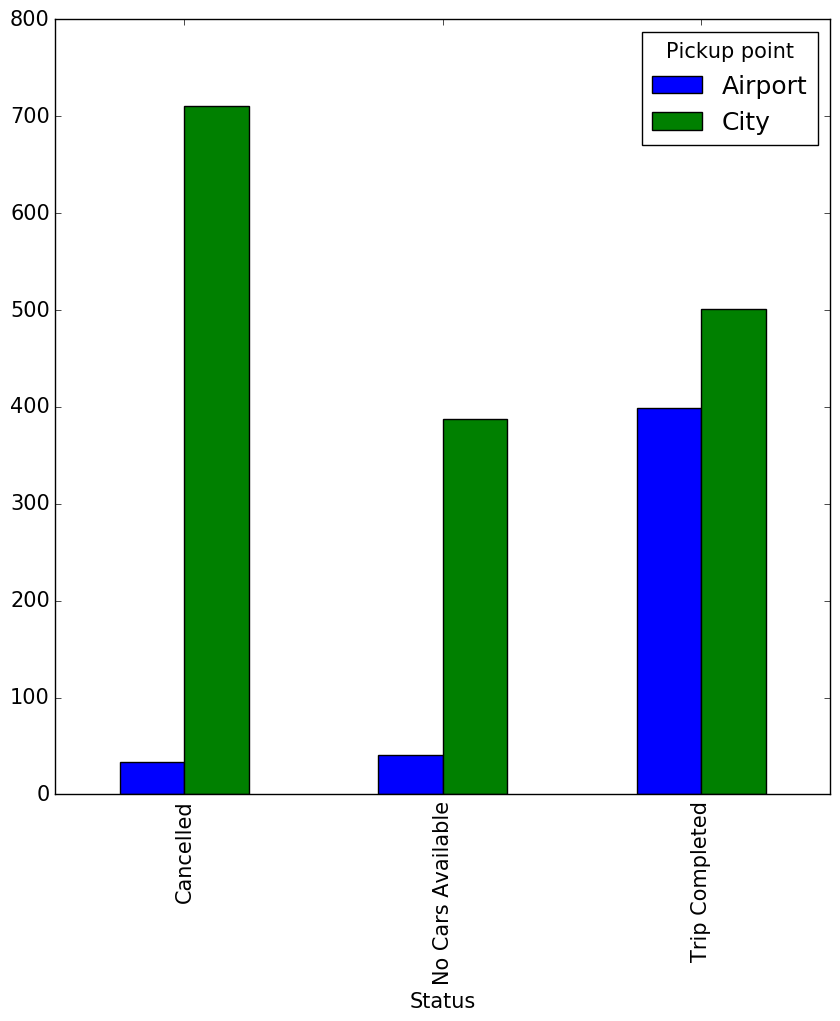 800
700
600
500
400
300
200
100
0
Pickup point
Airport
City
Cancelled
No Cars Available
Trip Completed
Status